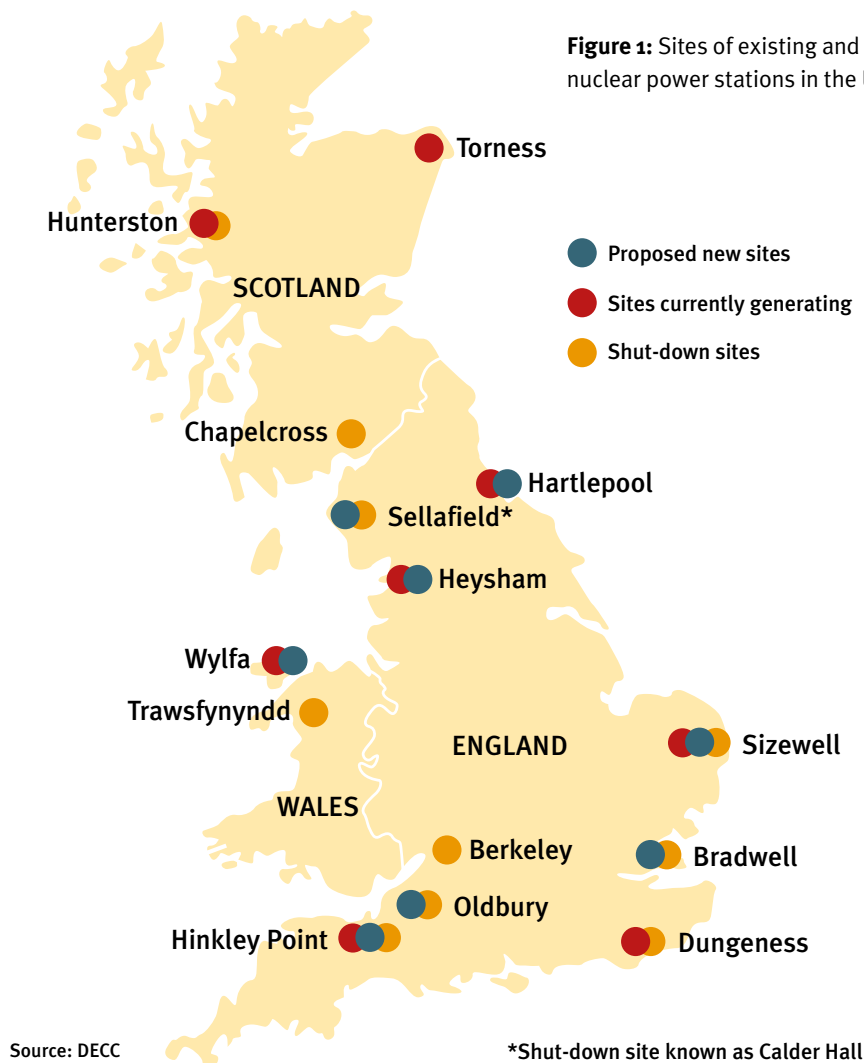 Figure 1: Sites of existing and
nuclear power stations in the
Torness
Hunterston
Proposed new sites
SCOTLAND
Sites currently generating
Shut-down sites
Chapelcross
Hartlepool
Sellafield*
Heysham
Wylfa
Trawsfynyndd
ENGLAND
Sizewell
WALES
Berkeley
Bradwell
Oldbury
Hinkley Point
Dungeness
Source: DECC
*Shut-down site known as Calder Hall